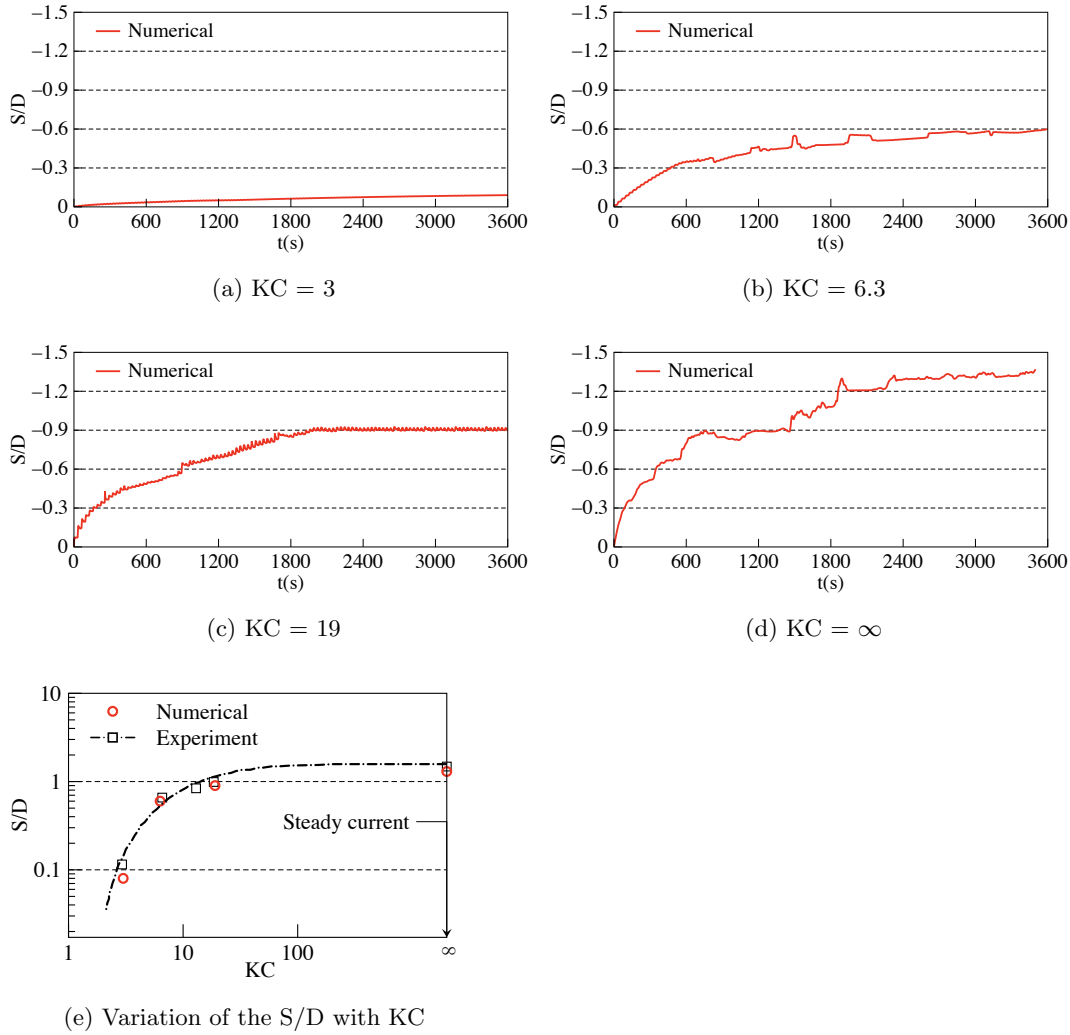 −1.5
−1.2
−0.9
−0.6
−0.3
0
S/D
Numerical
0 600 1200 1800 2400 3000 3600
t(s)
(a) KC = 3
−1.5
−1.2
−0.9
−0.6
−0.3
0
S/D
Numerical
0 600 1200 1800 2400 3000 3600
t(s)
(b) KC = 6.3
−1.5
−1.2
−0.9
−0.6
−0.3
0
S/D
Numerical
0 600 1200 1800 2400 3000 3600
t(s)
(c) KC = 19
−1.5
−1.2
−0.9
−0.6
−0.3
0
S/D
Numerical
0 600 1200 1800 2400 3000 3600
t(s)
(d) KC = ∞
10
1
0.1
S/D
Numerical
Experiment
Steady current
1 10 100 ∞
KC
(e) Variation of the S/D with KC